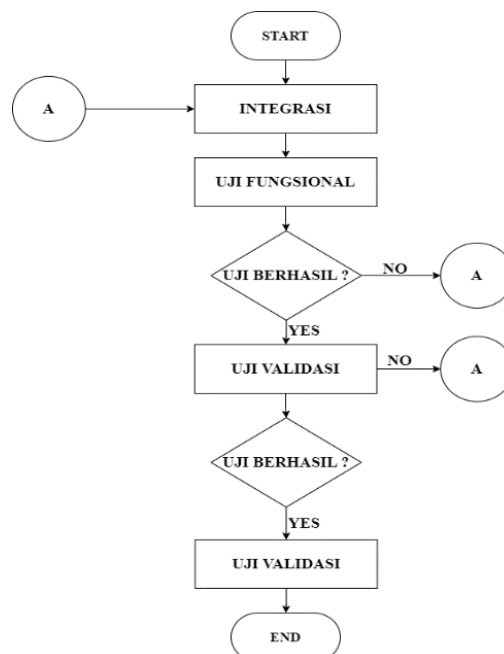 START
A
INTEGRASI
UJI FUNGSIONAL
UJI BERHASIL ?
NO
A
YES
UJI VALIDASI
NO
A
UJI BERHASIL ?
YES
UJI VALIDASI
END